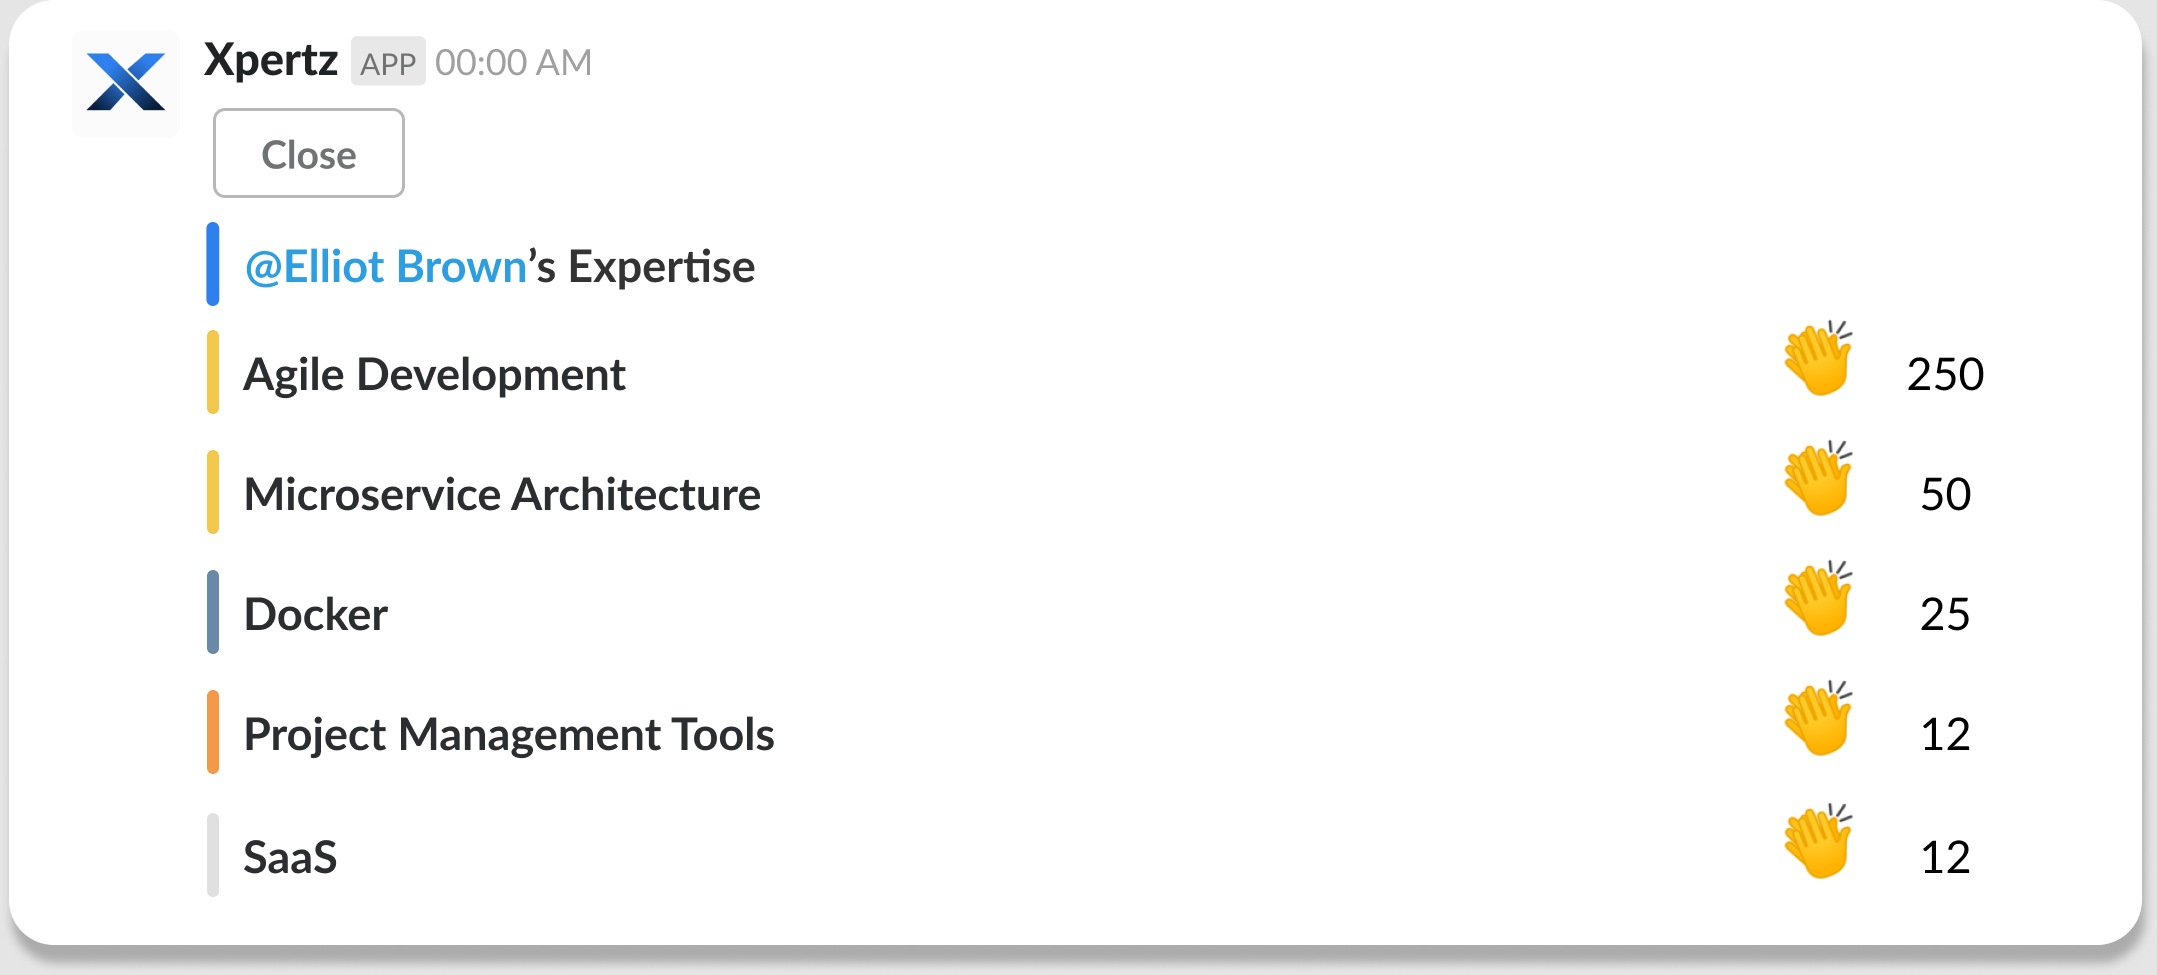 Xpertz APP 00:00 AM
Close
@Elliot Brown’s Expertise
Agile Development 250
Microservice Architecture 50
Docker 25
Project Management Tools 12
SaaS 12